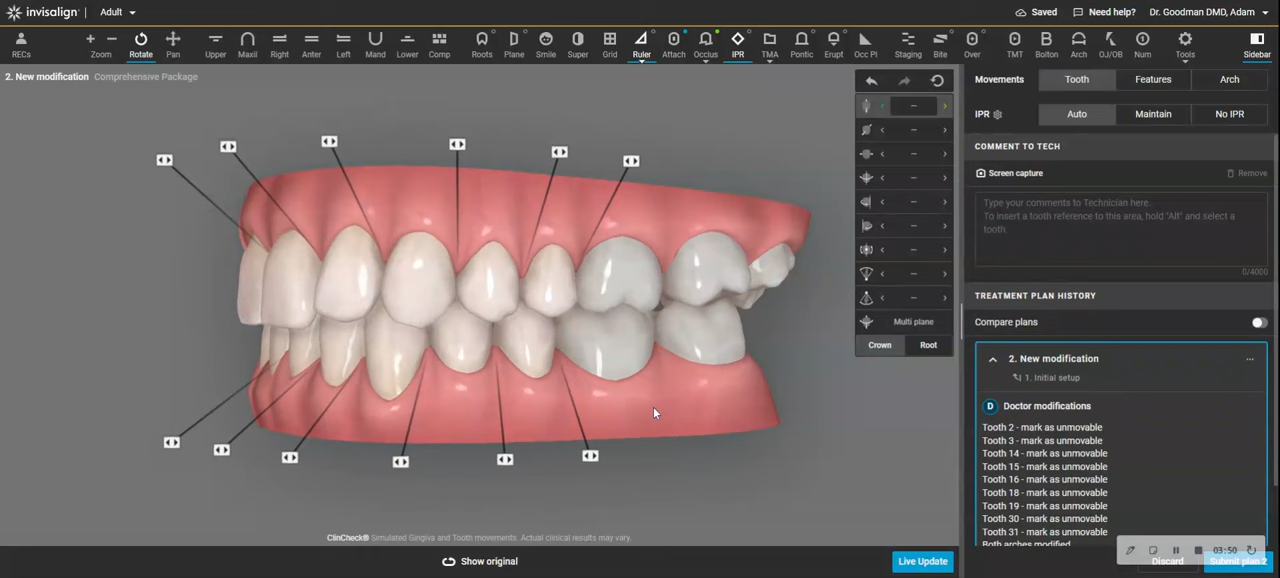 invisalign
Adult
Saved
Need help?
Dr. Goodman DMD, Adam
RECs
Zoom
Rotate
Pan
Upper
Maxil
Right
Anter
Left
Mand
Lower
Comp
Roots
Plane
Smile
Super
Grid
Ruler
Attach
Occlus
IPR
TMA
Pontic
Erupt
Occ Pl
Staging
Bite
Over
TMT
Bolton
Arch
OJ/OB
Num
Tools
Sidebar
2. New modification Comprehensive Package
Multi plane
Crown
Root
Movements
Tooth
Features
Arch
IPR
Auto
Maintain
No IPR
COMMENT TO TECH
Screen capture
Remove
Type your comments to Technician here.
To insert a tooth reference to this area, hold "Alt" and select a
tooth.
0/4000
TREATMENT PLAN HISTORY
Compare plans
2. New modification
1. Initial setup
D Doctor modifications
Tooth 2 - mark as unmovable
Tooth 3 - mark as unmovable
Tooth 14 - mark as unmovable
Tooth 15 - mark as unmovable
Tooth 16 - mark as unmovable
Tooth 18 - mark as unmovable
Tooth 19 - mark as unmovable
Tooth 30 - mark as unmovable
Tooth 31 - mark as unmovable
Both arches modified
03:50
Discard
Submit plan 2
ClinCheck® Simulated Gingiva and Tooth movements. Actual clinical results may vary.
Show original
Live Update